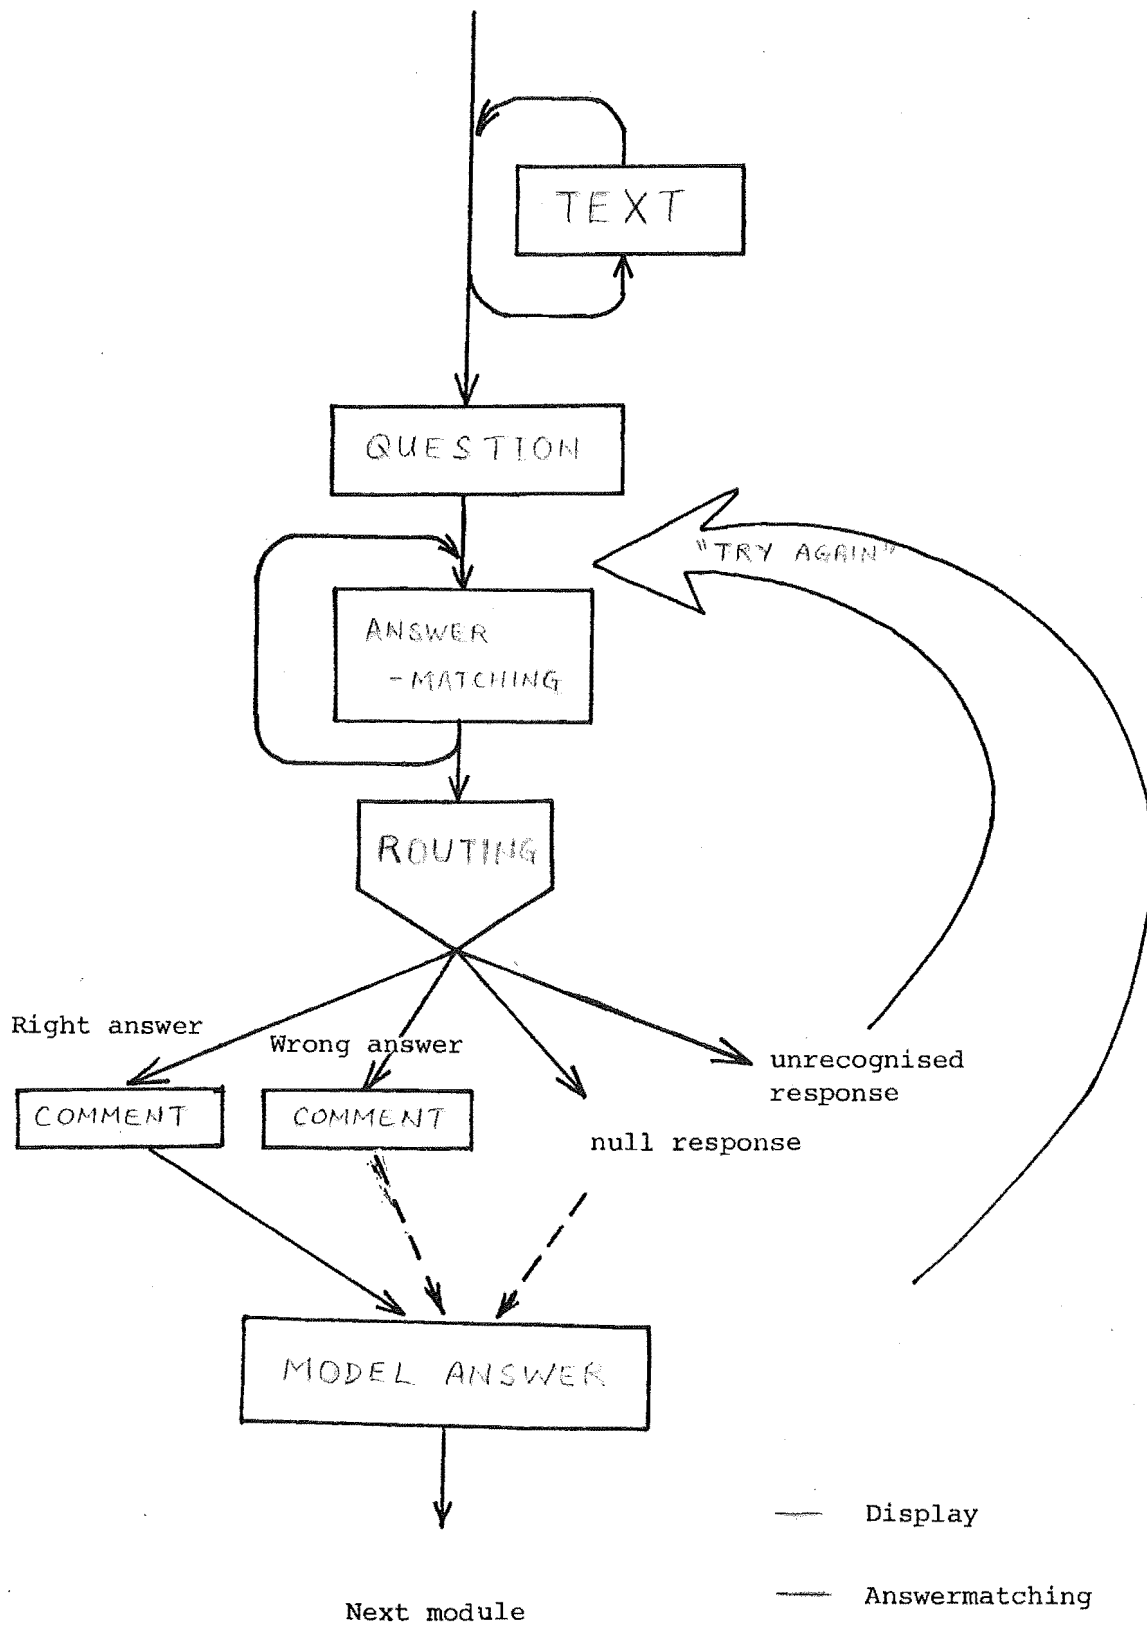 TEXT
QUESTION
"TRY AGAIN"
ANSWER
-MATCHING
ROUTING
Right answer
Wrong answer
unrecognised
response
COMMENT
COMMENT
null response
MODEL ANSWER
Display
Answermatching
Next module